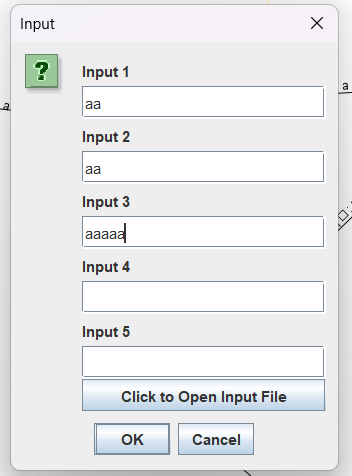 Input
?
Input 1
a
aa
a
Input 2
aa
Input 3
aaaaa
Input 4
Input 5
Click to Open Input File
OK
Cancel